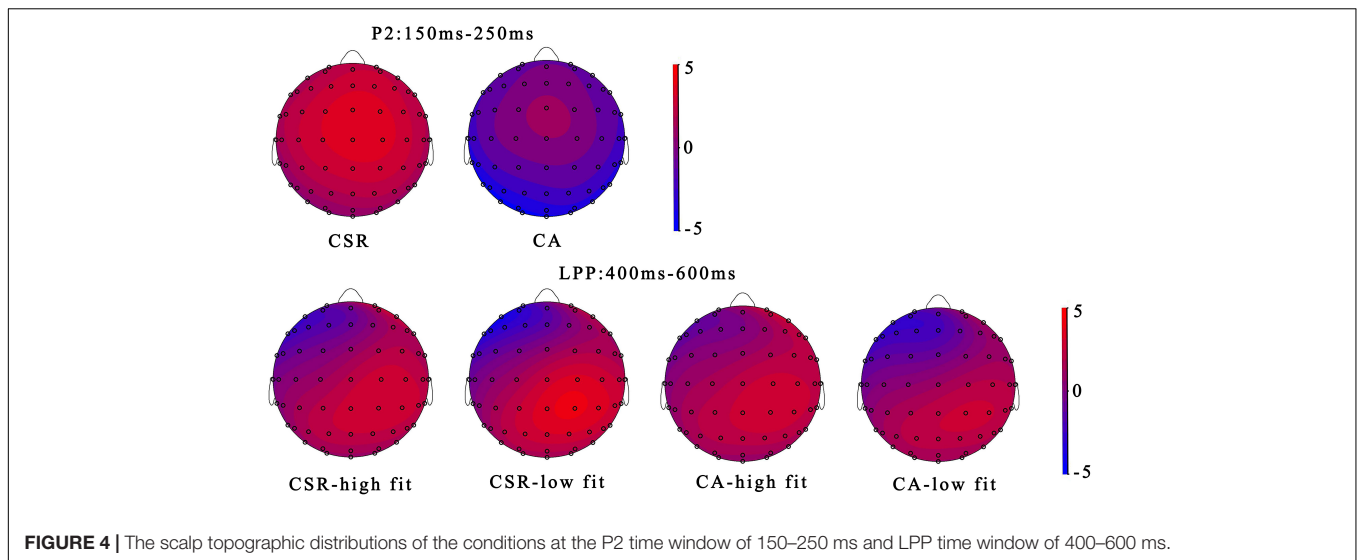 P2:150ms-250ms
5
0
-5
CSR CA
LPP:400ms-600ms
5
0
-5
CSR-high fit CSR-low fit CA-high fit CA-low fit
FIGURE 4 | The scalp topographic distributions of the conditions at the P2 time window of 150–250 ms and LPP time window of 400–600 ms.